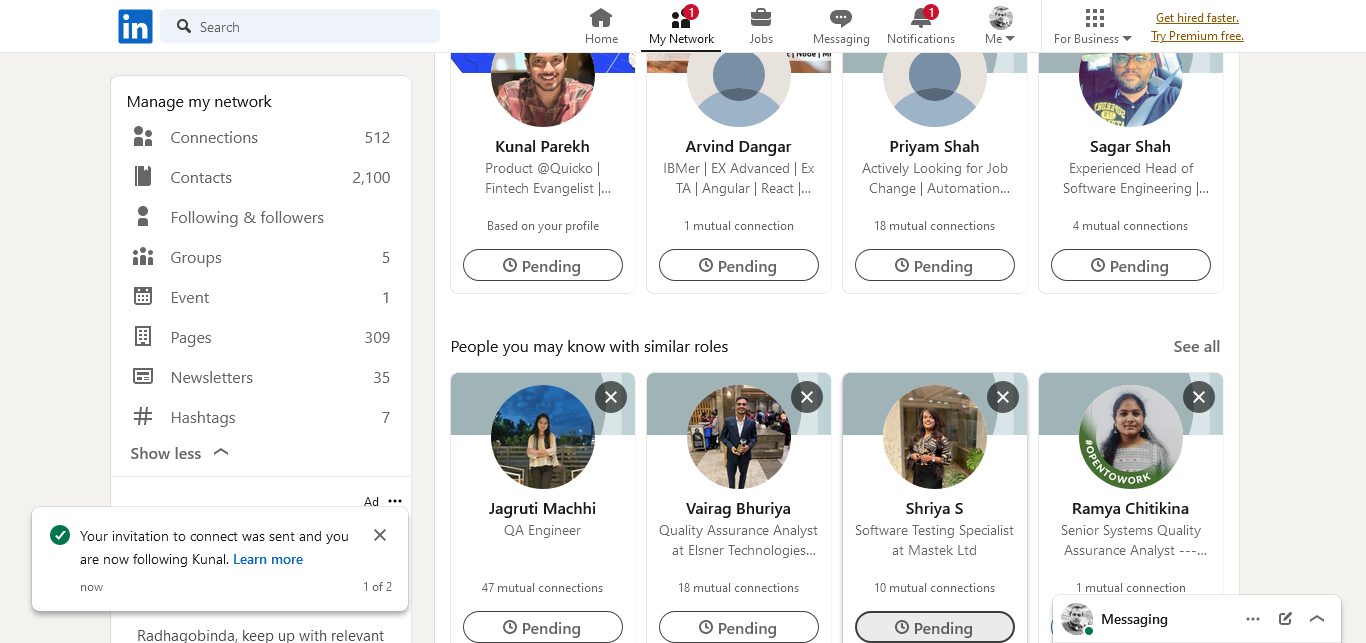 in
Search
Home
1
My Network
Jobs
Messaging
1
Notifications
Me
For Business
Get hired faster.
Try Premium free.
Manage my network
Connections 512
Contacts 2,100
Following & followers
Groups 5
Event 1
Pages 309
Newsletters 35
Hashtags 7
Show less
Ad
Your invitation to connect was sent and you
are now following Kunal. Learn more
now 1 of 2
Radhagobinda, keep up with relevant
Kunal Parekh
Product @Quicko |
Fintech Evangelist |...
Based on your profile
Pending
| Node |
Arvind Dangar
IBMer | EX Advanced | Ex
TA | Angular | React |...
1 mutual connection
Pending
Priyam Shah
Actively Looking for Job
Change | Automation...
18 mutual connections
Pending
Sagar Shah
Experienced Head of
Software Engineering |...
4 mutual connections
Pending
People you may know with similar roles
See all
Jagruti Machhi
QA Engineer
47 mutual connections
Pending
Vairag Bhuriya
Quality Assurance Analyst
at Elsner Technologies...
18 mutual connections
Pending
Shriya S
Software Testing Specialist
at Mastek Ltd
10 mutual connections
Pending
#OPENTOWORK
Ramya Chitikina
Senior Systems Quality
Assurance Analyst ---...
1 mutual connection
Messaging